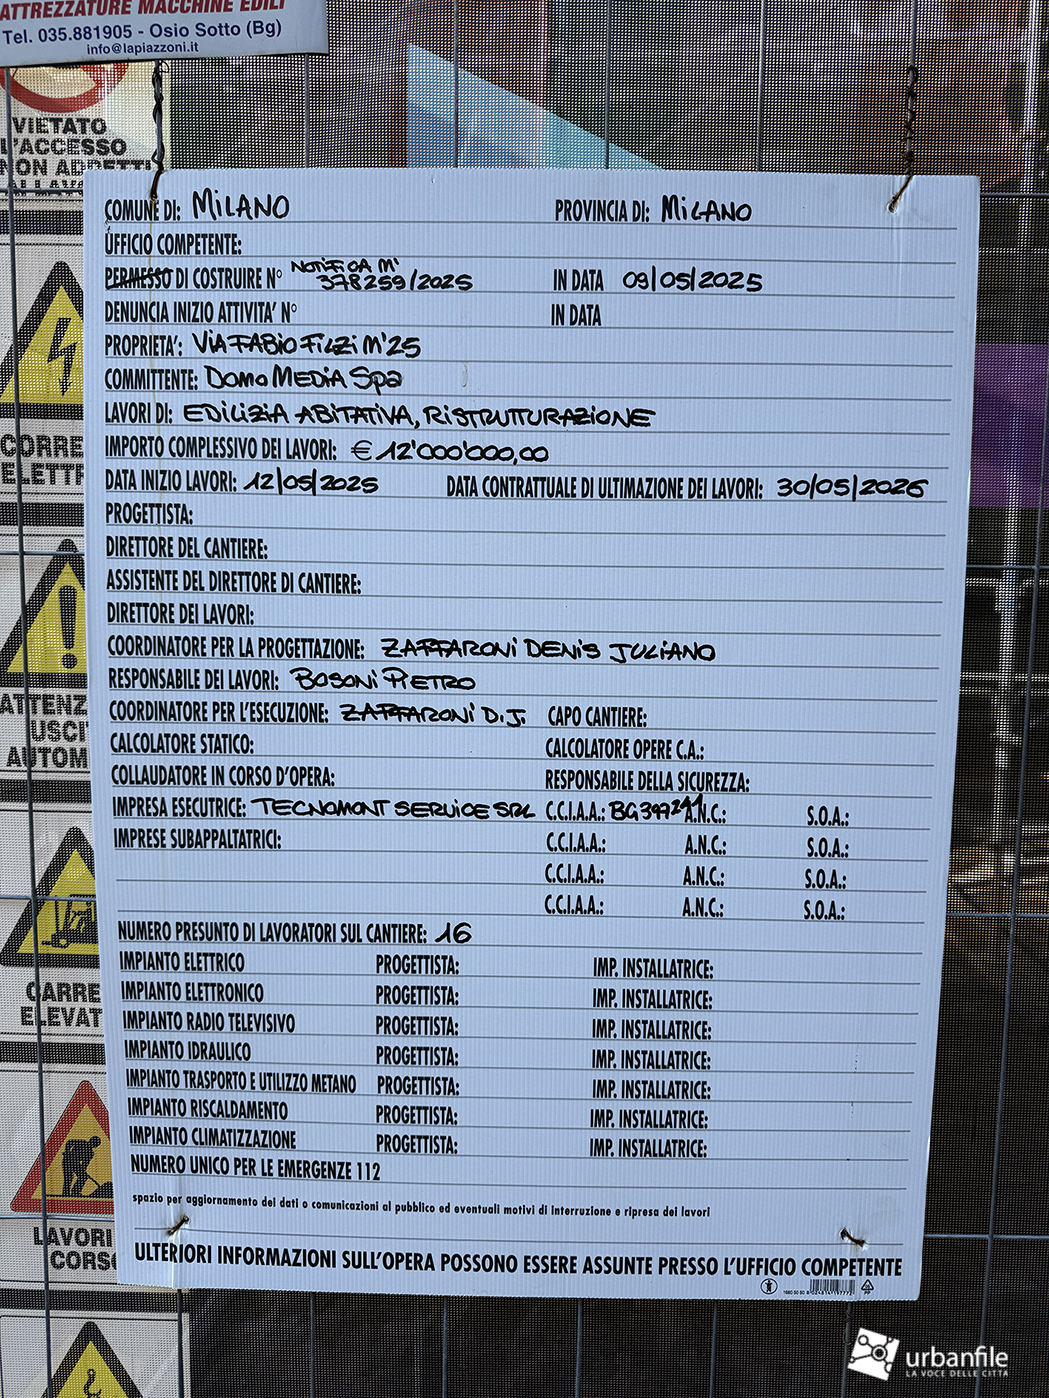 ATTREZZATURE MACCHINE EDILI
Tel. 035.881905 - Osio Sotto (Bg)
info@lapiazzoni.it
VIETATO
L'ACCESSO
NON ADDETTI
CORRE
ELETTR
ATTENZ
USCIT
AUTOM
CARRE
ELEVAT
LAVORI
CORSO
COMUNE DI: MILANO PROVINCIA DI: MILANO
UFFICIO COMPETENTE:
PERMESSO DI COSTRUIRE N° NOTIFICA N° 378259/2025 IN DATA 09/05/2025
DENUNCIA INIZIO ATTIVITA' N° IN DATA
PROPRIETA': VIA FABIO FILZI N°25
COMMITTENTE: DOMO MEDIA Spa
LAVORI DI: EDILIZIA ABITATIVA, RISTRUTTURAZIONE
IMPORTO COMPLESSIVO DEI LAVORI: € 12'000'000,00
DATA INIZIO LAVORI: 12/05/2025 DATA CONTRATTUALE DI ULTIMAZIONE DEI LAVORI: 30/05/2026
PROGETTISTA:
DIRETTORE DEL CANTIERE:
ASSISTENTE DEL DIRETTORE DI CANTIERE:
DIRETTORE DEI LAVORI:
COORDINATORE PER LA PROGETTAZIONE: ZAFFARONI DENIS JULIANO
RESPONSABILE DEI LAVORI: BOSONI PIETRO
COORDINATORE PER L'ESECUZIONE: ZAFFARONI D.J. CAPO CANTIERE:
CALCOLATORE STATICO: CALCOLATORE OPERE C.A.:
COLLAUDATORE IN CORSO D'OPERA: RESPONSABILE DELLA SICUREZZA:
IMPRESA ESECUTRICE: TECNOMONT SERVICE SRL C.C.I.A.A.: BG397241 A.N.C.: S.O.A.:
IMPRESE SUBAPPALTATRICI: C.C.I.A.A.: A.N.C.: S.O.A.:
C.C.I.A.A.: A.N.C.: S.O.A.:
C.C.I.A.A.: A.N.C.: S.O.A.:
NUMERO PRESUNTO DI LAVORATORI SUL CANTIERE: 16
IMPIANTO ELETTRICO PROGETTISTA: IMP. INSTALLATRICE:
IMPIANTO ELETTRONICO PROGETTISTA: IMP. INSTALLATRICE:
IMPIANTO RADIO TELEVISIVO PROGETTISTA: IMP. INSTALLATRICE:
IMPIANTO IDRAULICO PROGETTISTA: IMP. INSTALLATRICE:
IMPIANTO TRASPORTO E UTILIZZO METANO PROGETTISTA: IMP. INSTALLATRICE:
IMPIANTO RISCALDAMENTO PROGETTISTA: IMP. INSTALLATRICE:
IMPIANTO CLIMATIZZAZIONE PROGETTISTA: IMP. INSTALLATRICE:
NUMERO UNICO PER LE EMERGENZE 112
spazio per aggiornamento dei dati o comunicazioni al pubblico ed eventuali motivi di interruzione e ripresa dei lavori
ULTERIORI INFORMAZIONI SULL'OPERA POSSONO ESSERE ASSUNTE PRESSO L'UFFICIO COMPETENTE
urbanfile
LA VOCE DELLE CITTÀ